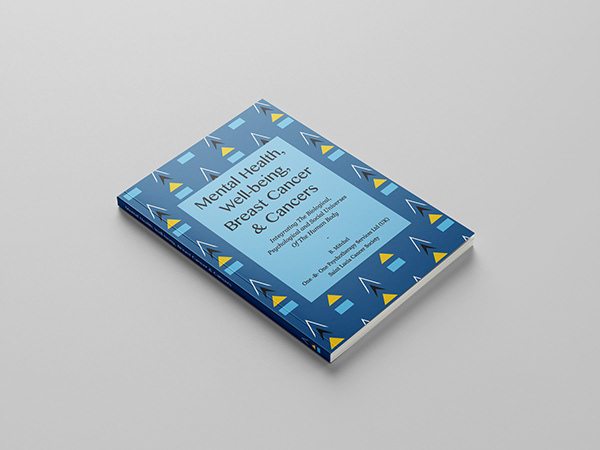 Mental Health,
Well-being,
Breast Cancer
& Cancers
Integrating The Biological,
Psychological and Social Universes
Of The Human Body
B. Mitchel
One -&- One Psychotherapy Services Ltd (UK)
Saint Lucia Cancer Society